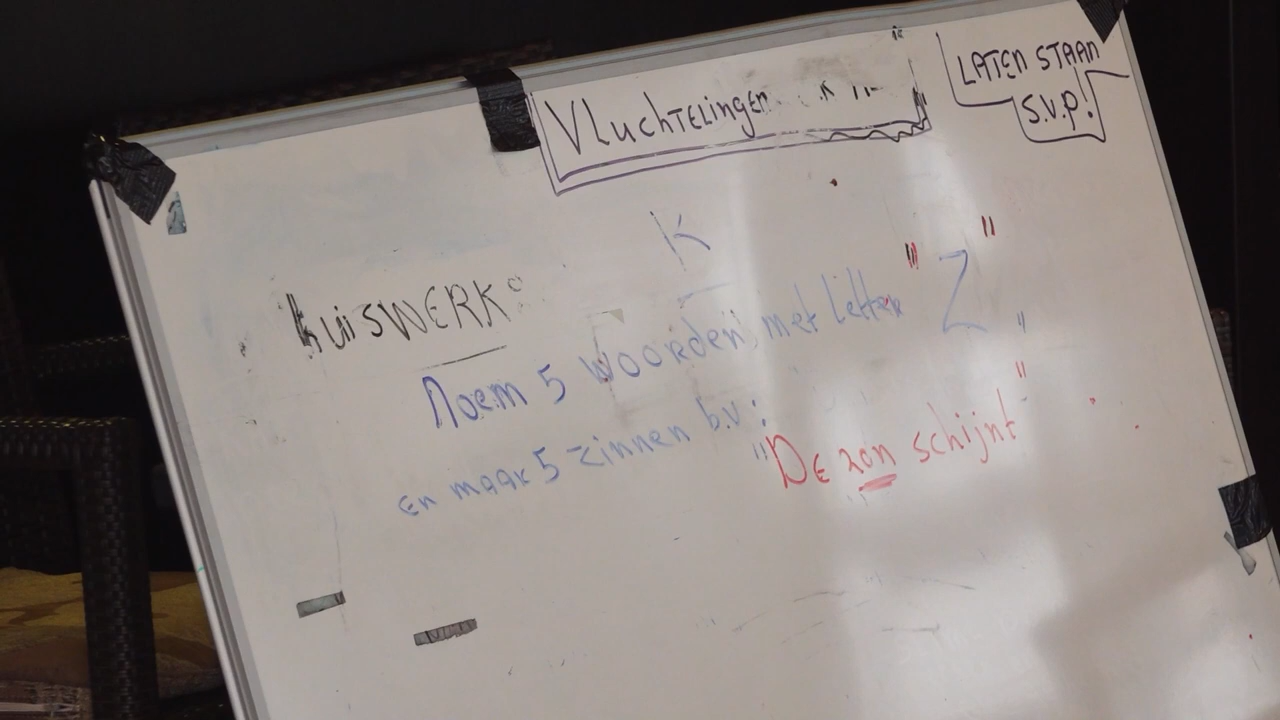 Vluchtelingen
LATEN STAAN
S.V.P!
K
HUISWERK:
Noem 5 woorden met letter "Z"
en maak 5 zinnen b.v:
"DE zon schijnt"